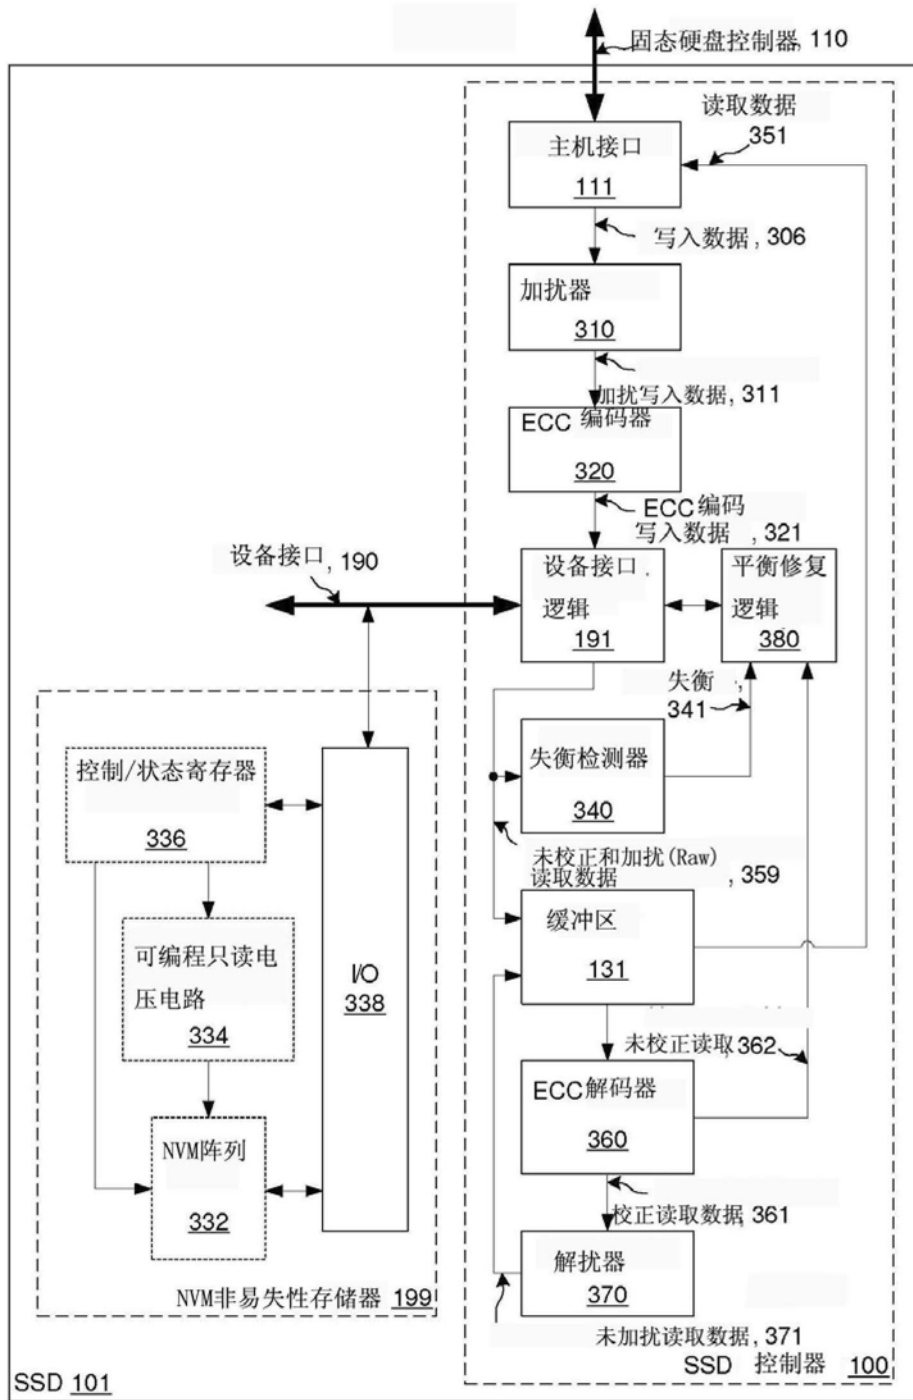 固态硬盘控制器, 110
读取数据
351
主机接口
111
写入数据, 306
加扰器
310
加扰写入数据, 311
ECC 编码器
320
ECC 编码
写入数据, 321
设备接口, 190
设备接口
逻辑
191
平衡修复
逻辑
380
失衡,
341
失衡检测器
340
未校正和加扰(Raw)
读取数据, 359
控制/状态寄存器
336
可编程只读电
压电路
334
NVM阵列
332
I/O
338
缓冲区
131
未校正读取, 362
ECC 解码器
360
校正读取数据, 361
解扰器
370
未加扰读取数据, 371
NVM非易失性存储器 199
SSD 控制器 100
SSD 101